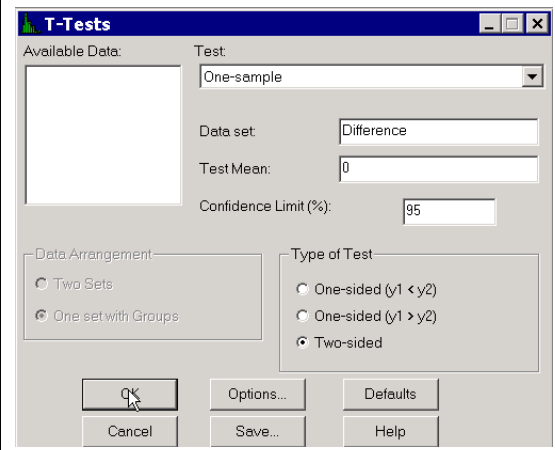 T-Tests
Available Data:
Test:
One-sample
Data set:
Difference
Test Mean:
0
Confidence Limit (%):
95
Data Arrangement
Two Sets
One set with Groups
Type of Test
One-sided (y1 < y2)
One-sided (y1 > y2)
Two-sided
OK
Options...
Defaults
Cancel
Save...
Help